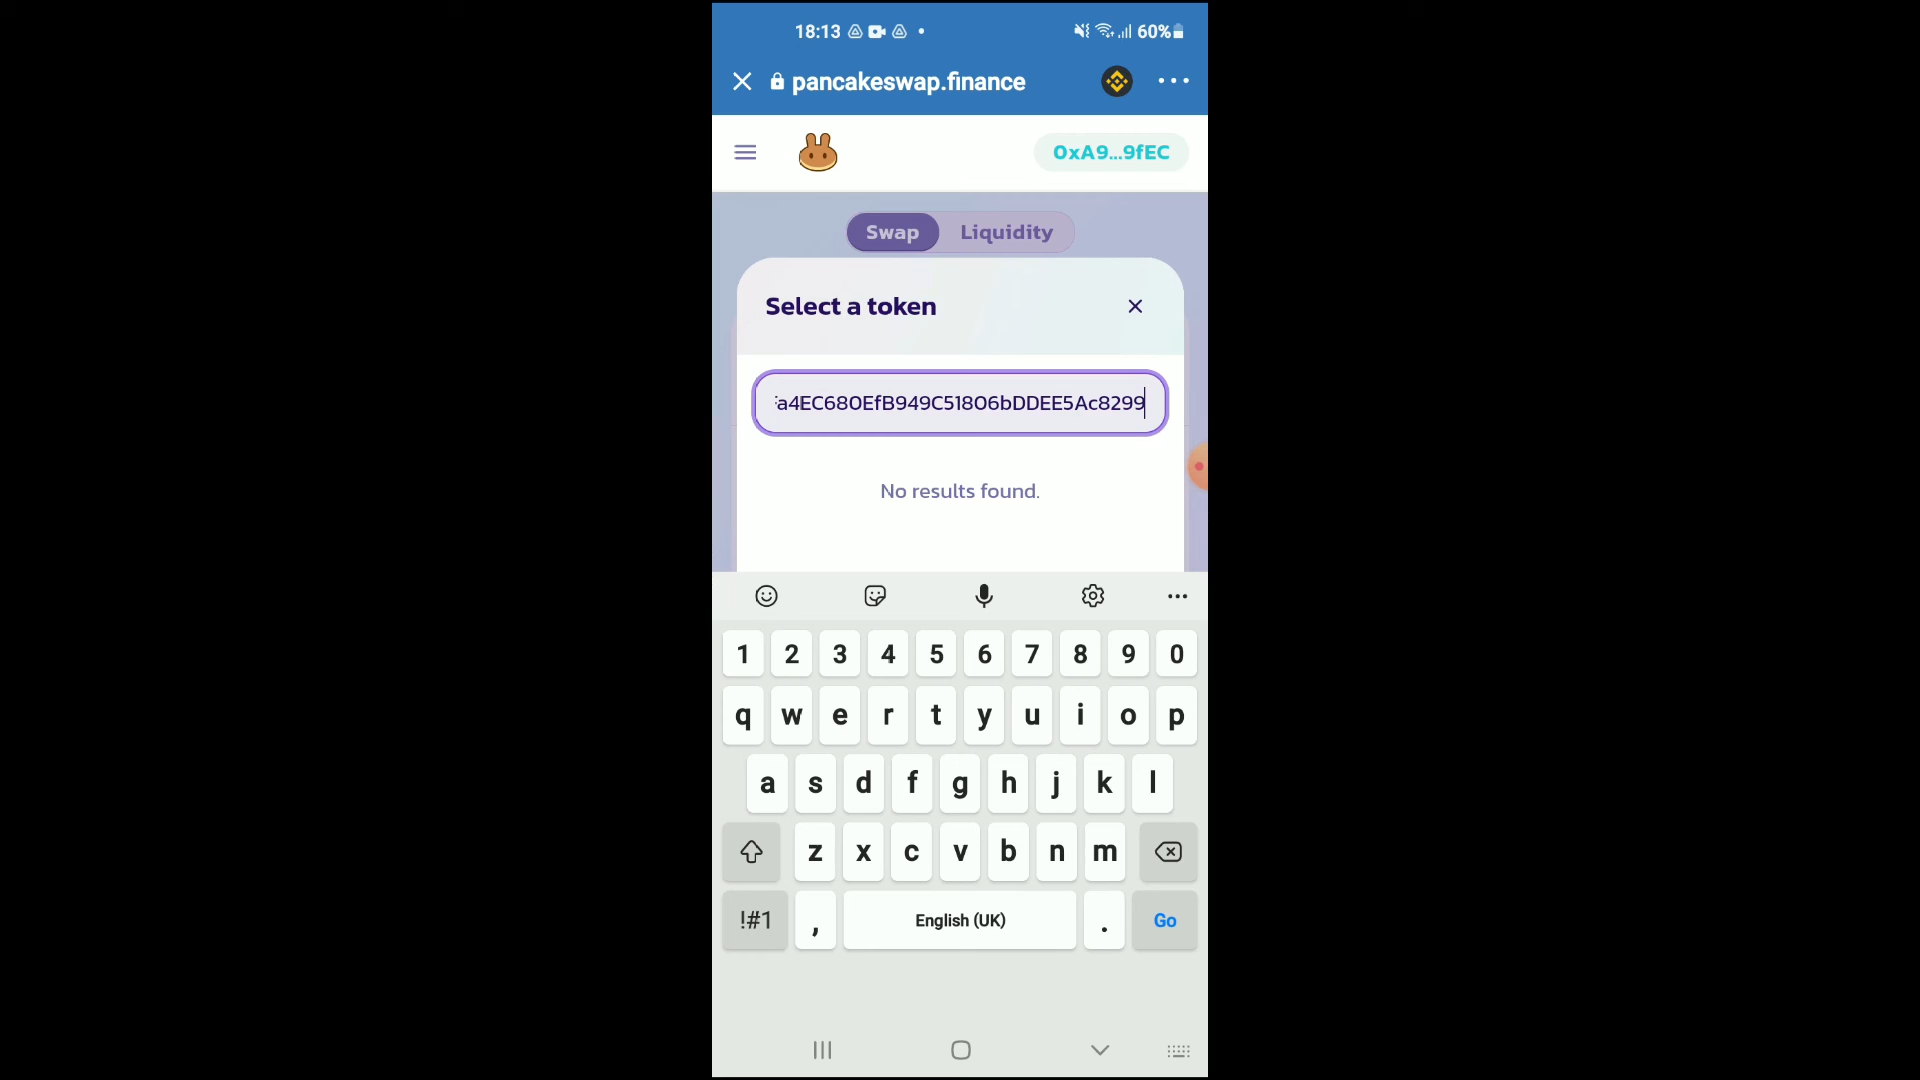 18:13
60%
pancakeswap.finance
0xA9...9fEC
Swap Liquidity
Select a token
a4EC680EfB949C51806bDDEE5Ac8299
No results found.
1 2 3 4 5 6 7 8 9 0
q w e r t y u i o p
a s d f g h j k l
z x c v b n m
!#1 , English (UK) . Go